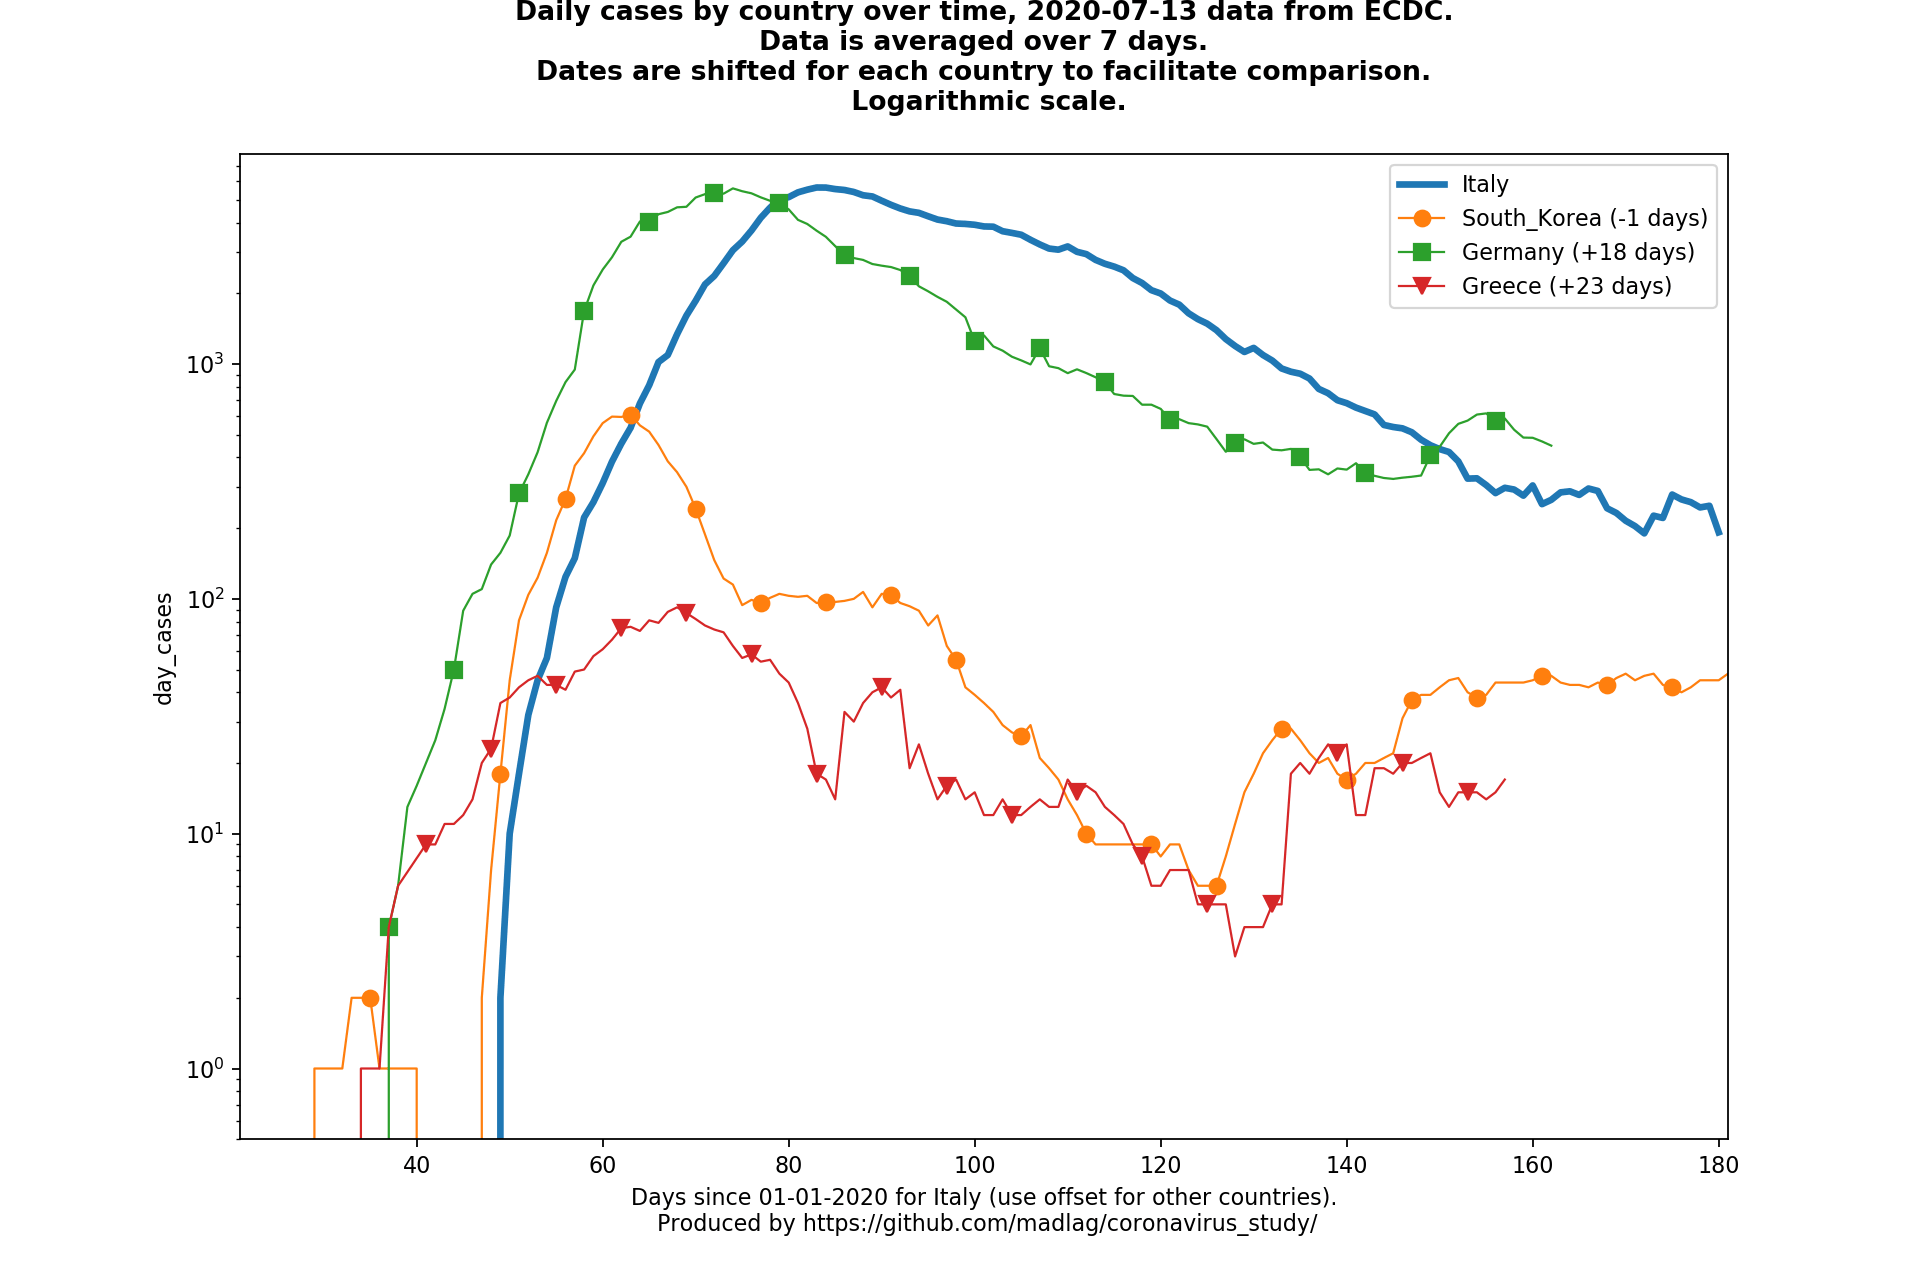 Daily cases by country over time, 2020-07-13 data from ECDC.
Data is averaged over 7 days.
Dates are shifted for each country to facilitate comparison.
Logarithmic scale.
Italy
South_Korea (-1 days)
Germany (+18 days)
Greece (+23 days)
day_cases
10³
10²
10¹
10⁰
40 60 80 100 120 140 160 180
Days since 01-01-2020 for Italy (use offset for other countries).
Produced by https://github.com/madlag/coronavirus_study/